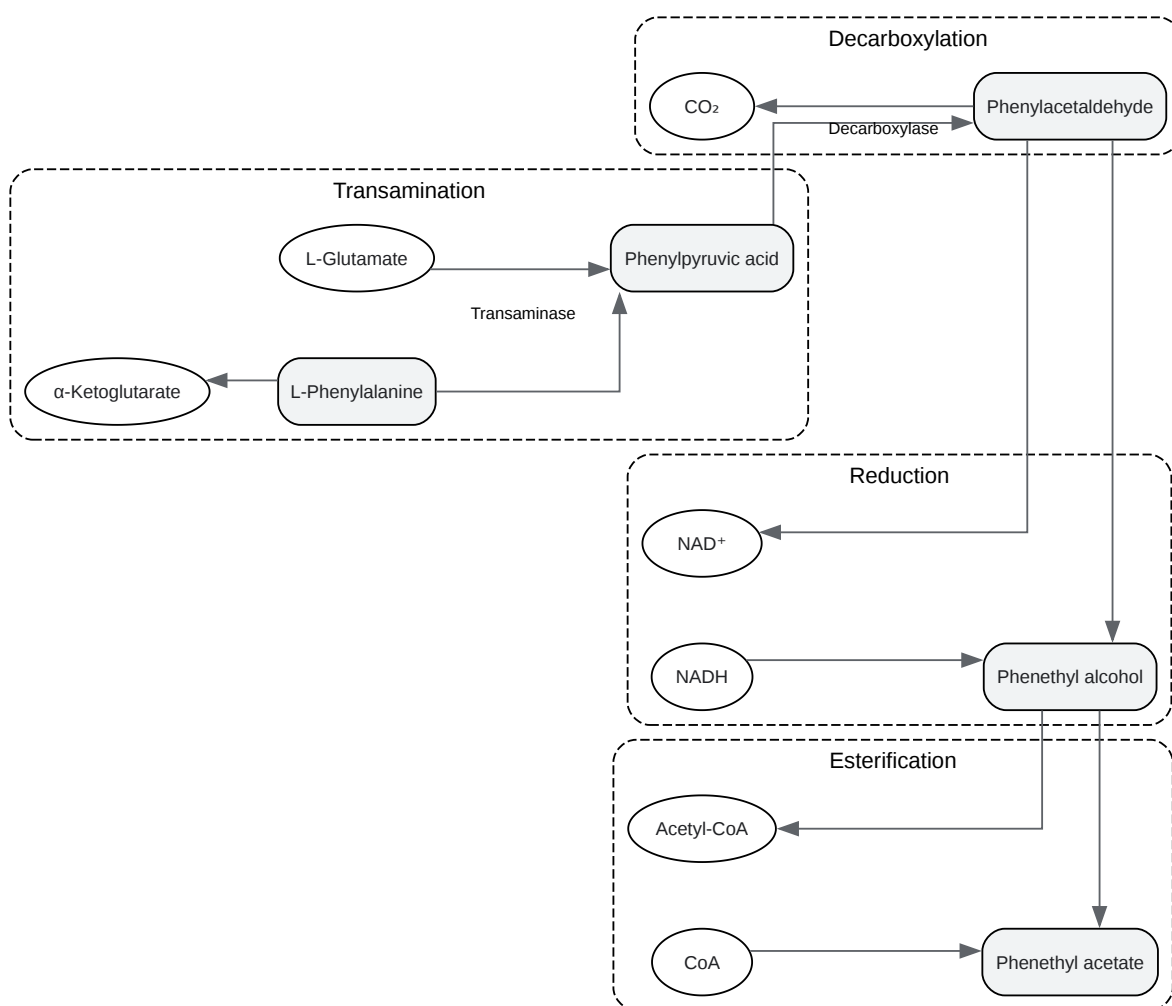 Decarboxylation
CO₂
Phenylacetaldehyde
Decarboxylase
Transamination
L-Glutamate
Phenylpyruvic acid
Transaminase
α-Ketoglutarate
L-Phenylalanine
Reduction
NAD⁺
NADH
Phenethyl alcohol
Esterification
Acetyl-CoA
CoA
Phenethyl acetate